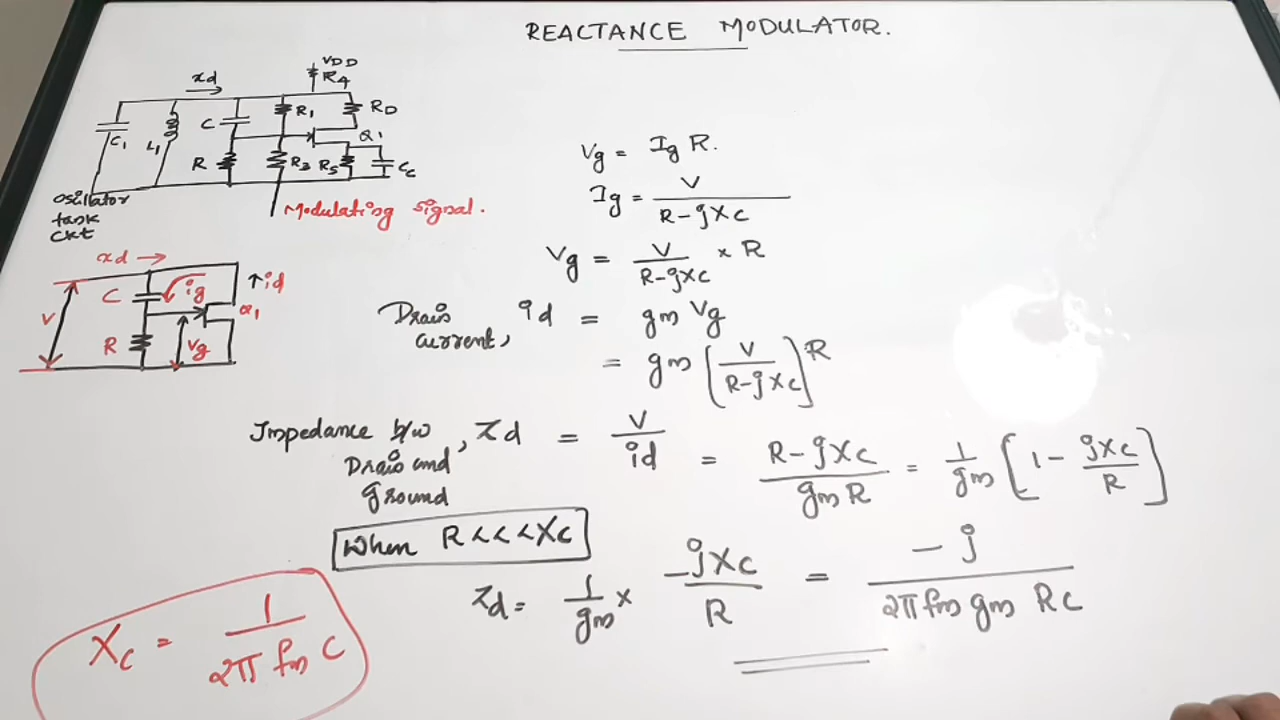 REACTANCE MODULATOR.
VDD
R4
xd →
C1
L1
C
R1
RD
Q1
R
R3
RS
Cc
Oscillator
tank
ckt
Modulating signal.
xd →
C
ig
↑id
Q1
V
R
Vg
Vg = Ig R.
Ig = V / R-jXC
Vg = V / R-jXC × R
Drain current, id = gm Vg
= gm [V / R-jXC] R
Impedance b/w Drain and ground, Zd = V / id = R-jXC / gm R = 1/gm [1 - jXC / R]
When R<<<XC
Zd = 1/gm × -jXC / R = -j / 2π fm gm RC
XC = 1 / 2π fm C